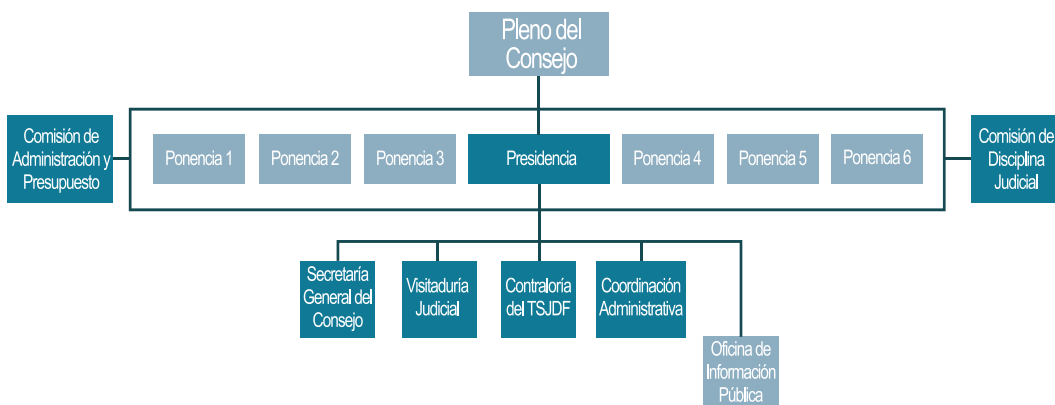 Pleno del
Consejo
Comisión de
Administración y
Presupuesto
Ponencia 1
Ponencia 2
Ponencia 3
Presidencia
Ponencia 4
Ponencia 5
Ponencia 6
Comisión de
Disciplina
Judicial
Secretaría
General del
Consejo
Visitaduría
Judicial
Contraloría
del TSJDF
Coordinación
Administrativa
Oficina de
Información
Pública